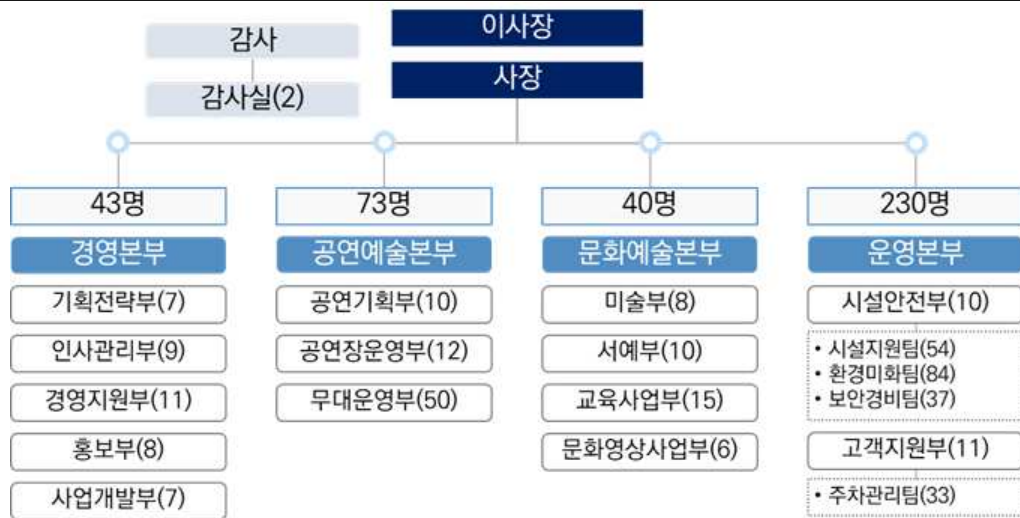 이사장
감사
사장
감사실(2)
43명
73명
40명
230명
경영본부
공연예술본부
문화예술본부
운영본부
기획전략부(7)
공연기획부(10)
미술부(8)
시설안전부(10)
인사관리부(9)
공연장운영부(12)
서예부(10)
• 시설지원팀(54)
• 환경미화팀(84)
• 보안경비팀(37)
경영지원부(11)
무대운영부(50)
교육사업부(15)
홍보부(8)
문화영상사업부(6)
고객지원부(11)
사업개발부(7)
• 주차관리팀(33)